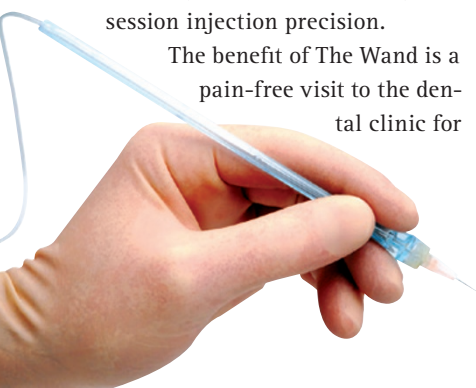 session injection precision.
The benefit of The Wand is a
pain-free visit to the den-
tal clinic for